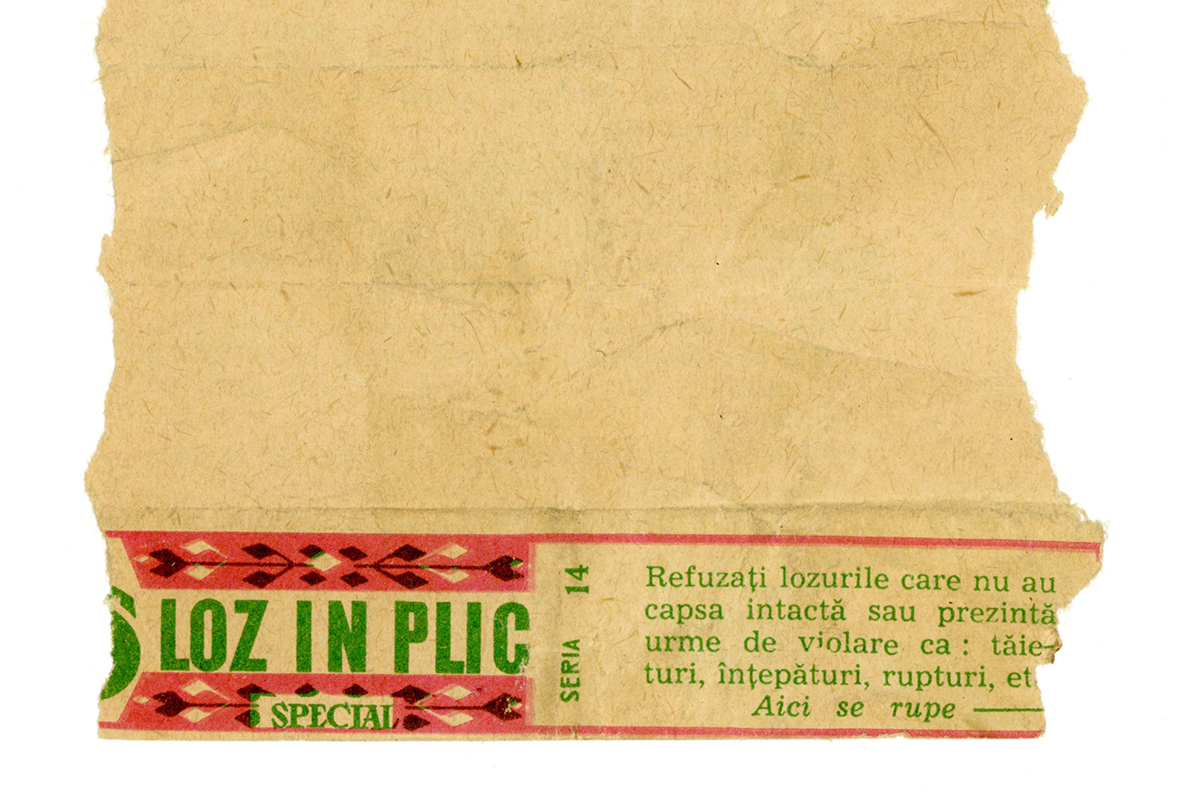 LOZ IN PLIC
SPECIAL
SERIA 14
Refuzați lozurile care nu au
capsa intactă sau prezintă
urme de violare ca : tăie-
turi, înțepături, rupturi, et
Aici se rupe